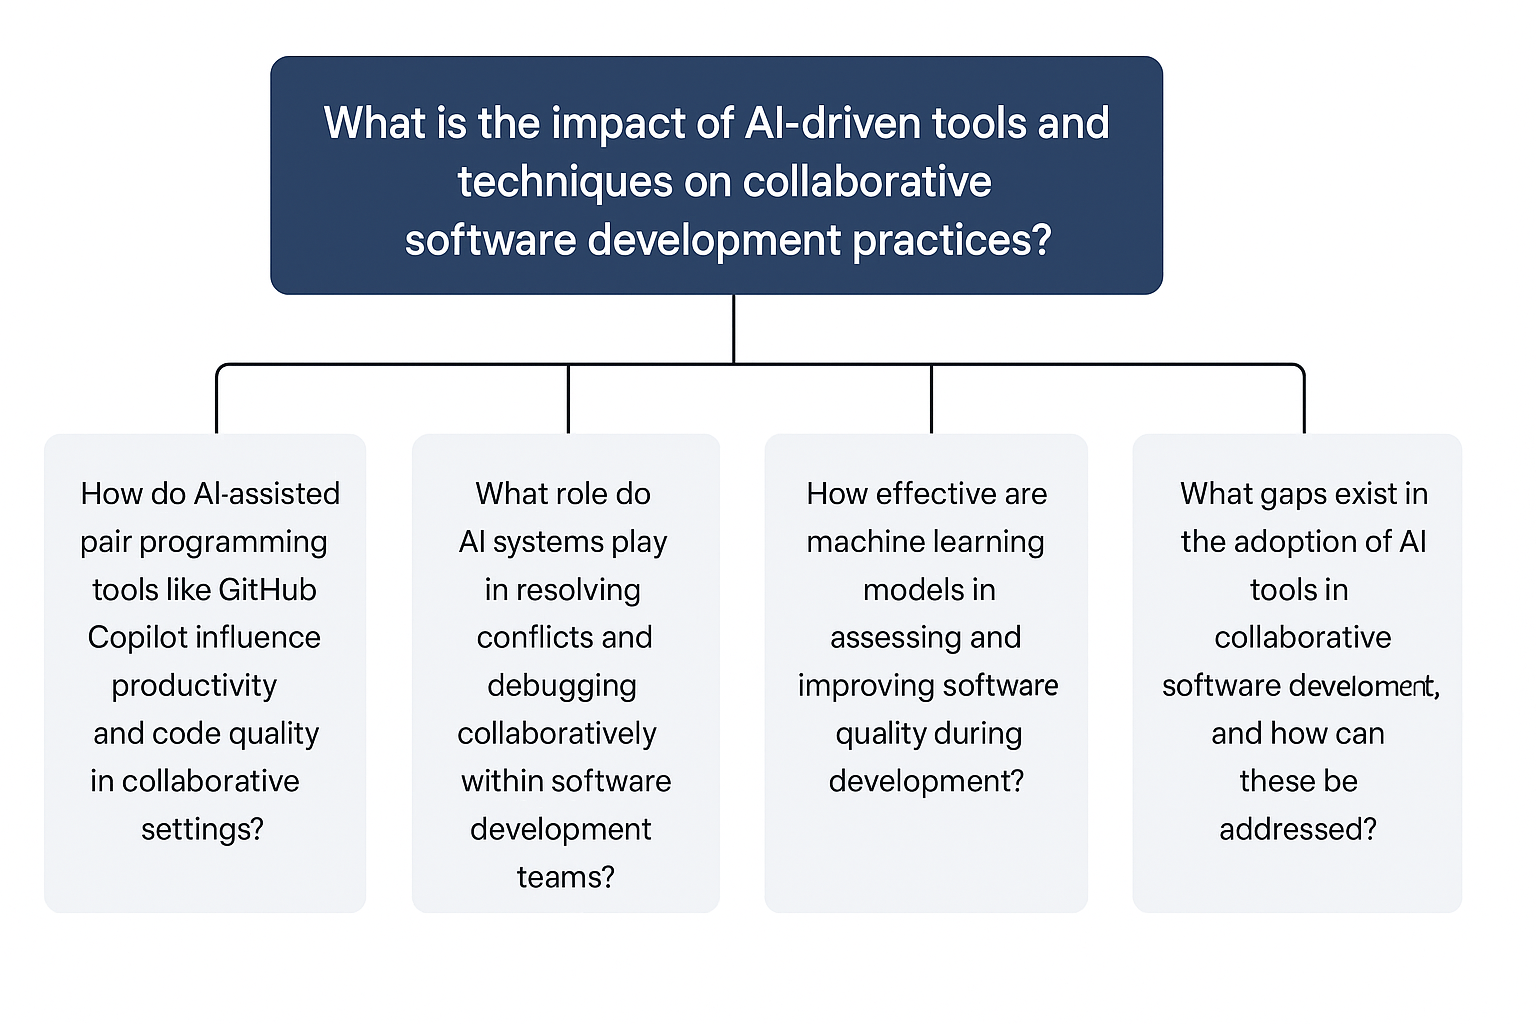 What is the impact of AI-driven tools and
techniques on collaborative
software development practices?
How do AI-assisted
pair programming
tools like GitHub
Copilot influence
productivity
and code quality
in collaborative
settings?
What role do
AI systems play
in resolving
conflicts and
debugging
collaboratively
within software
development
teams?
How effective are
machine learning
models in
assessing and
improving software
quality during
development?
What gaps exist in
the adoption of AI
tools in
collaborative
software develoment,
and how can
these be
addressed?